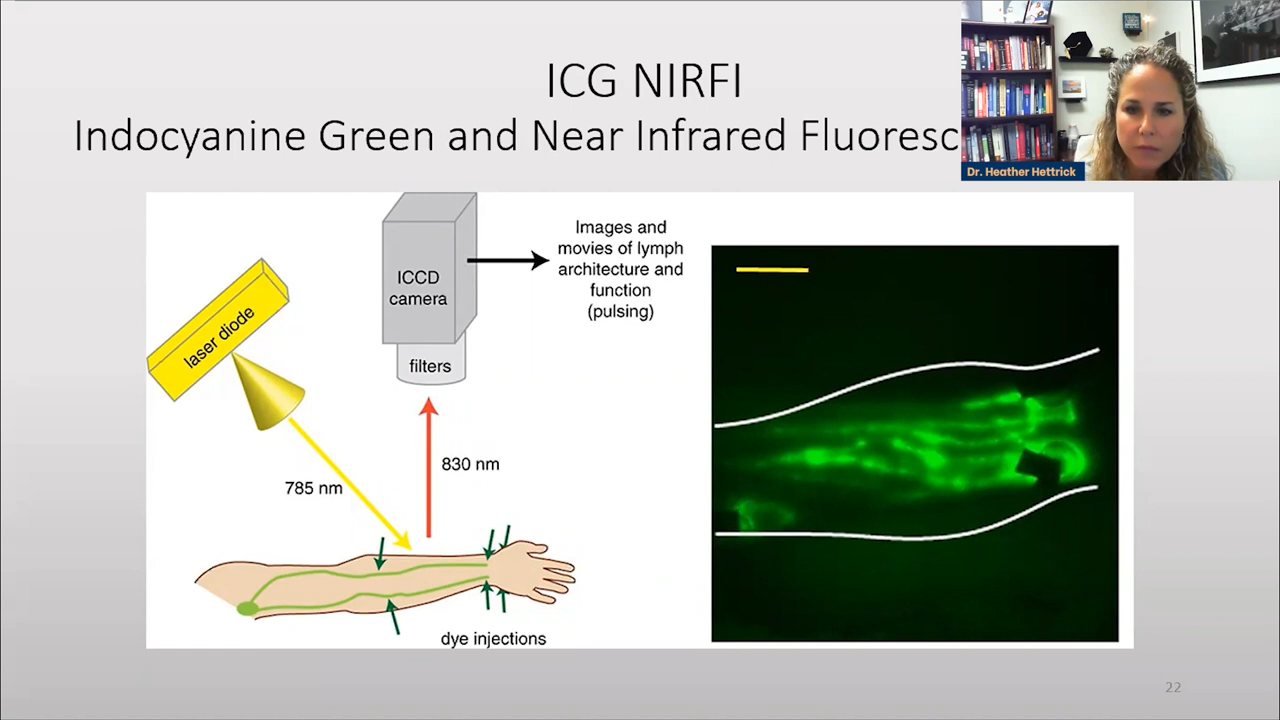 ICG NIRFI
Indocyanine Green and Near Infrared Fluoresc
Dr. Heather Hettrick
ICCD
camera
Images and
movies of lymph
architecture and
function
(pulsing)
laser diode
filters
830 nm
785 nm
dye injections
22